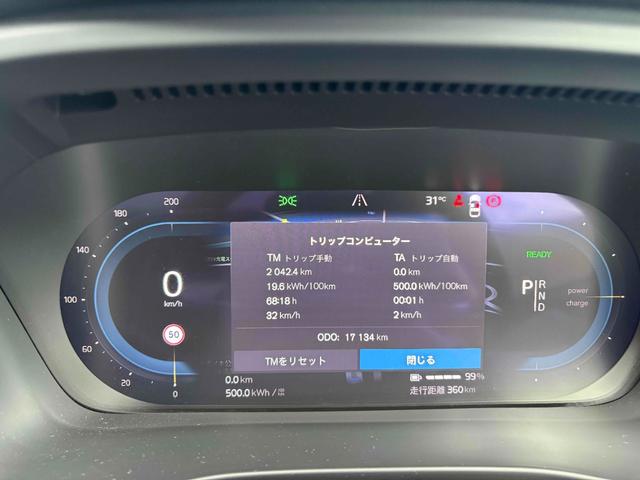 200
180
31°C
140
120
100
80
60
20
0
0
km/h
50
トリップコンピューター
TM トリップ手動
TA トリップ自動
2 042.4 km
0.0 km
19.6 kWh/100km
500.0 kWh/100km
68:18 h
00:01 h
32 km/h
2 km/h
ODO: 17 134 km
TMをリセット
閉じる
READY
P R
N
D
power
charge
0.0 km
500.0 kWh /
99 %
走行距離 360 km